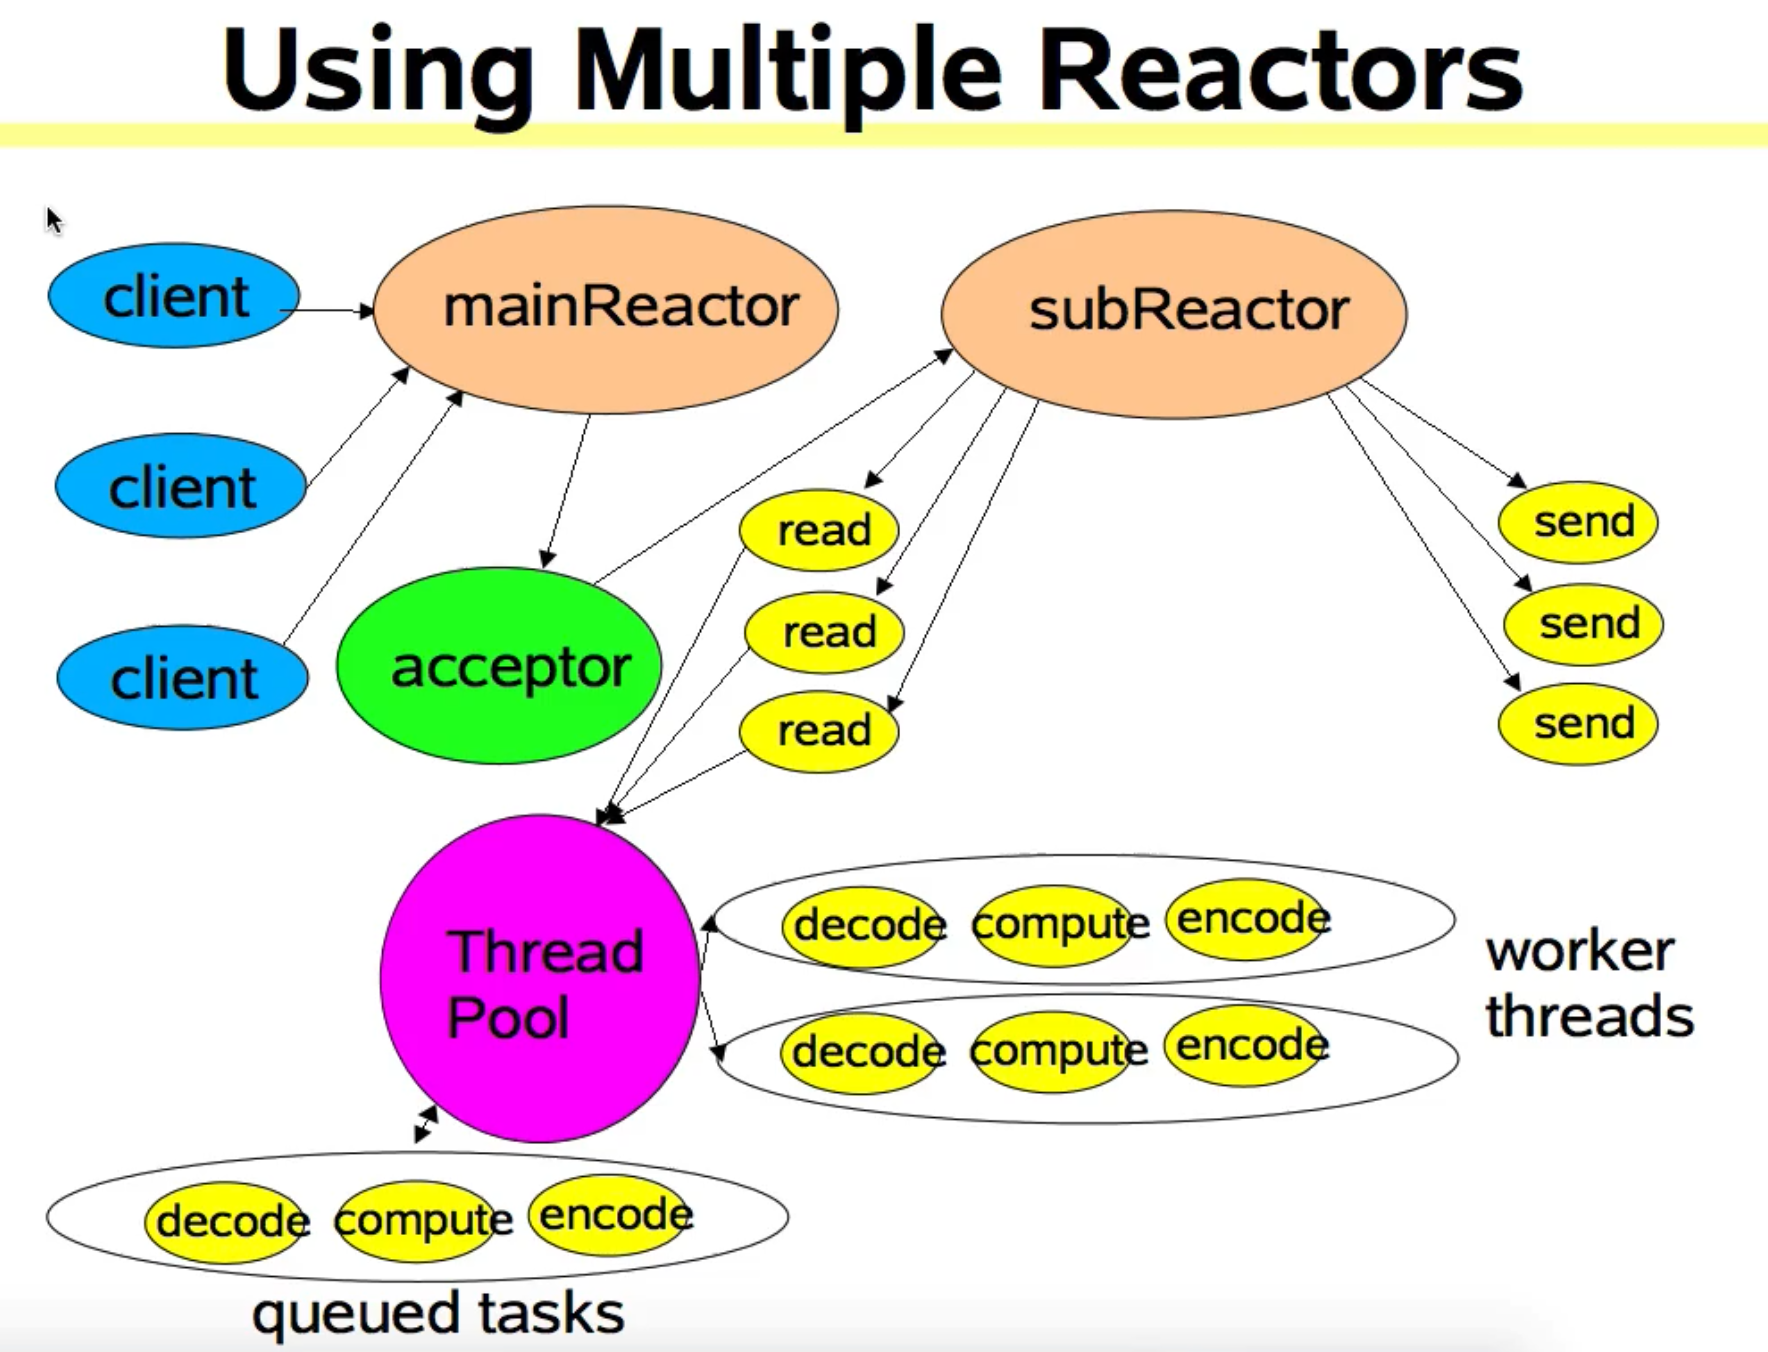 Using Multiple Reactors
client
mainReactor
subReactor
client
client
acceptor
read
read
read
send
send
send
Thread
Pool
decode compute encode
decode compute encode
worker
threads
decode compute encode
queued tasks